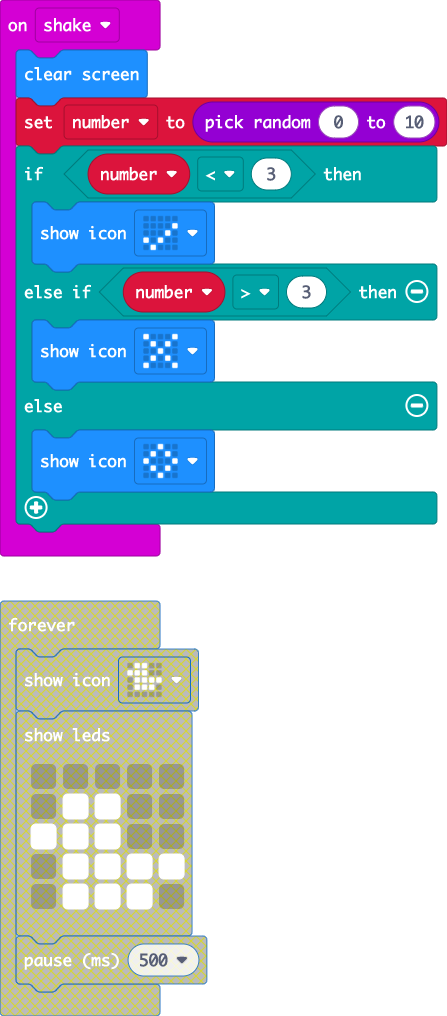 on shake
clear screen
set number to pick random 0 to 10
if number < 3 then
show icon
else if number > 3 then
show icon
else
show icon
forever
show icon
show leds
pause (ms) 500